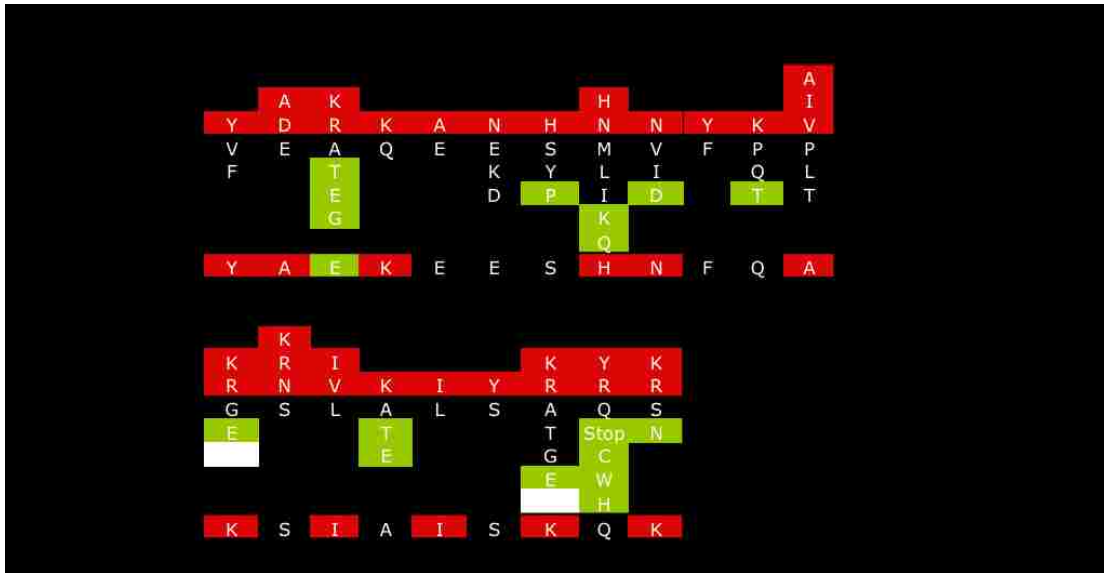 A
A K H I
Y D R K A N H N N Y K V
V E A Q E E S M V F P P
F T K Y L I Q L
E D P I D T T
G K
Q
Y A E K E E S H N F Q A
K
K R I K Y K
R N V K I Y R R R
G S L A L S A Q S
E T T Stop N
E G C
E W
H
K S I A I S K Q K